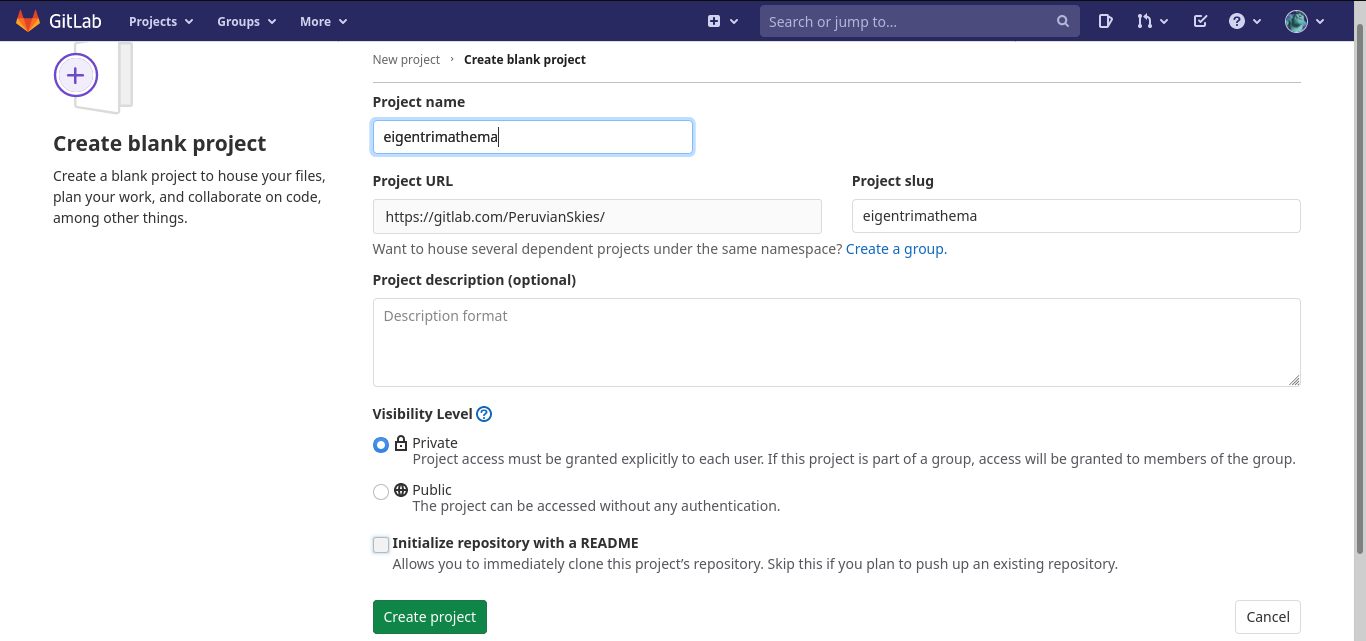 GitLab Projects Groups More Search or jump to...
New project › Create blank project
Create blank project
Create a blank project to house your files,
plan your work, and collaborate on code,
among other things.
Project name
eigentrimathema
Project URL Project slug
https://gitlab.com/PeruvianSkies/ eigentrimathema
Want to house several dependent projects under the same namespace? Create a group.
Project description (optional)
Description format
Visibility Level
Private
Project access must be granted explicitly to each user. If this project is part of a group, access will be granted to members of the group.
Public
The project can be accessed without any authentication.
Initialize repository with a README
Allows you to immediately clone this project’s repository. Skip this if you plan to push up an existing repository.
Create project Cancel